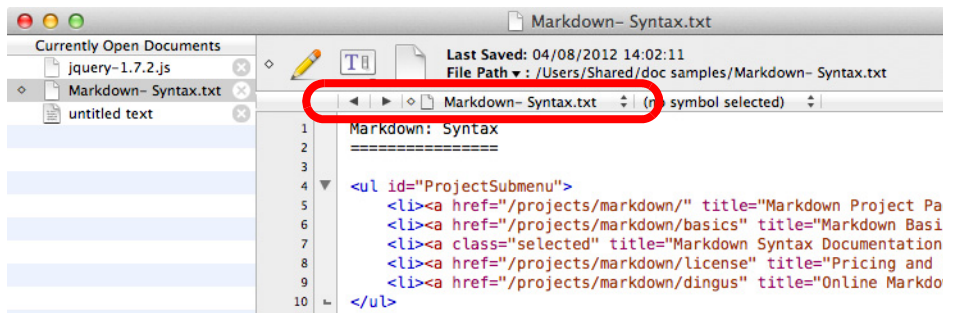 Markdown- Syntax.txt
Currently Open Documents
jquery-1.7.2.js
Markdown- Syntax.txt
untitled text
T
Last Saved: 04/08/2012 14:02:11
File Path ▾ : /Users/Shared/doc samples/Markdown- Syntax.txt
Markdown- Syntax.txt (no symbol selected)
1 Markdown: Syntax
2 ================
3
4 <ul id="ProjectSubmenu">
5 <li><a href="/projects/markdown/" title="Markdown Project Pa
6 <li><a href="/projects/markdown/basics" title="Markdown Basi
7 <li><a class="selected" title="Markdown Syntax Documentation
8 <li><a href="/projects/markdown/license" title="Pricing and
9 <li><a href="/projects/markdown/dingus" title="Online Markdo
10 </ul>